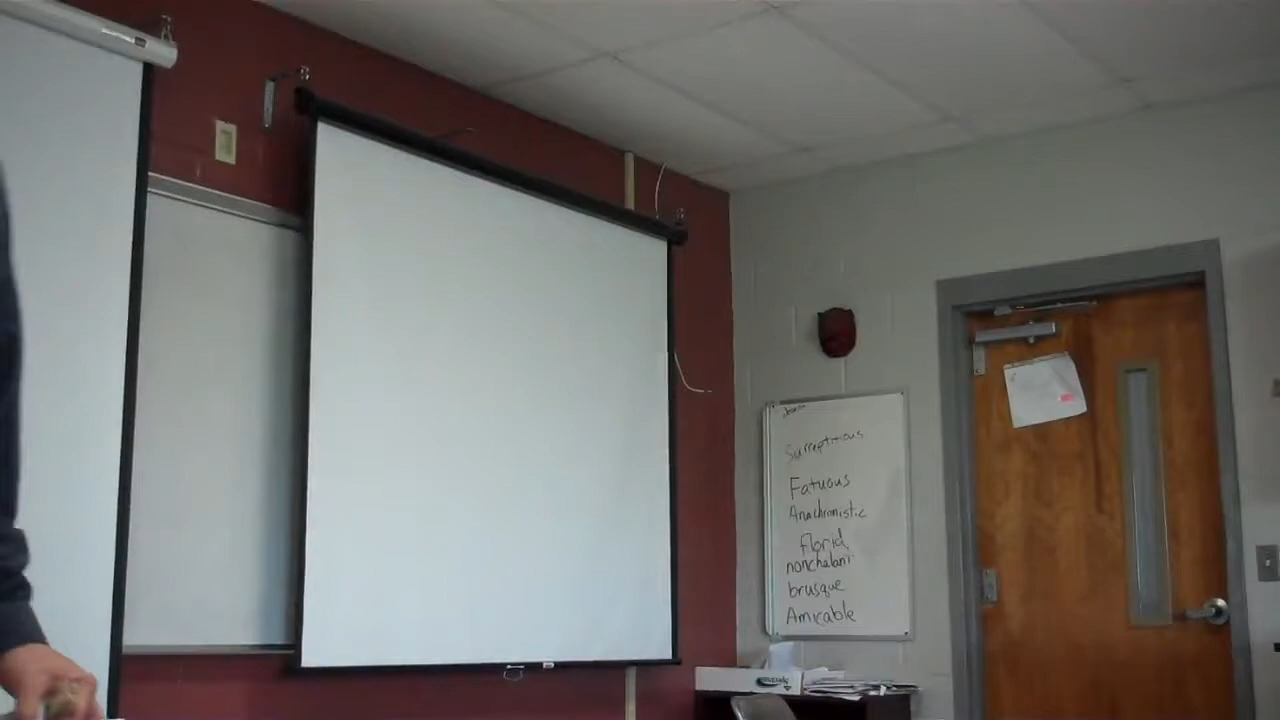 Surreptitious
Fatuous
Anachronistic
florid
nonchalant
brusque
Amicable